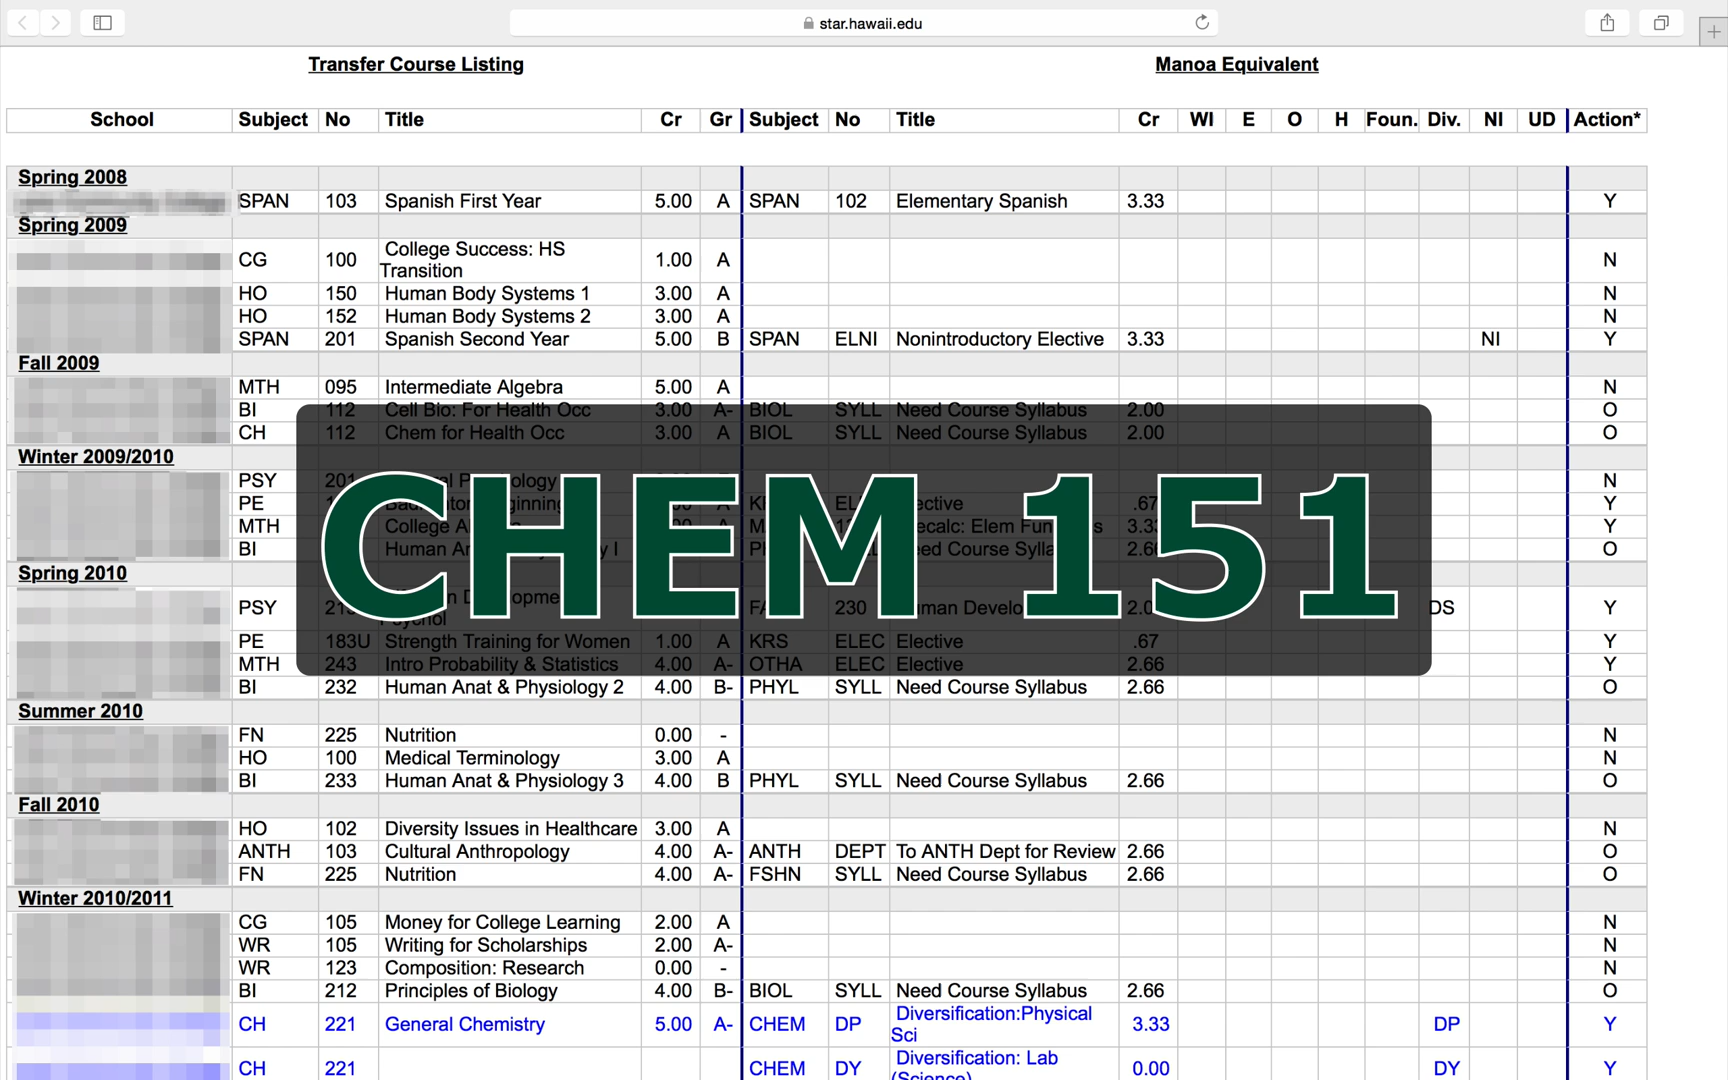 star.hawaii.edu
Transfer Course Listing Manoa Equivalent
School Subject No Title Cr Gr Subject No Title Cr WI E O H Foun. Div. NI UD Action*
Spring 2008
SPAN 103 Spanish First Year 5.00 A SPAN 102 Elementary Spanish 3.33 Y
Spring 2009
CG 100 College Success: HS Transition 1.00 A N
HO 150 Human Body Systems 1 3.00 A N
HO 152 Human Body Systems 2 3.00 A N
SPAN 201 Spanish Second Year 5.00 B SPAN ELNI Nonintroductory Elective 3.33 NI Y
Fall 2009
MTH 095 Intermediate Algebra 5.00 A N
BI 112 Cell Bio: For Health Occ 3.00 A- BIOL SYLL Need Course Syllabus 2.00 O
CH 112 Chem for Health Occ 3.00 A BIOL SYLL Need Course Syllabus 2.00 O
Winter 2009/2010
PSY N
PE .67 Y
MTH College Y
BI Human O
CHEM 151
Spring 2010
PSY 230 DS Y
PE 183U Strength Training for Women 1.00 A KRS ELEC Elective .67 Y
MTH 243 Intro Probability & Statistics 4.00 A- OTHA ELEC Elective 2.66 Y
BI 232 Human Anat & Physiology 2 4.00 B- PHYL SYLL Need Course Syllabus 2.66 O
Summer 2010
FN 225 Nutrition 0.00 - N
HO 100 Medical Terminology 3.00 A N
BI 233 Human Anat & Physiology 3 4.00 B PHYL SYLL Need Course Syllabus 2.66 O
Fall 2010
HO 102 Diversity Issues in Healthcare 3.00 A N
ANTH 103 Cultural Anthropology 4.00 A- ANTH DEPT To ANTH Dept for Review 2.66 O
FN 225 Nutrition 4.00 A- FSHN SYLL Need Course Syllabus 2.66 O
Winter 2010/2011
CG 105 Money for College Learning 2.00 A N
WR 105 Writing for Scholarships 2.00 A- N
WR 123 Composition: Research 0.00 - N
BI 212 Principles of Biology 4.00 B- BIOL SYLL Need Course Syllabus 2.66 O
CH 221 General Chemistry 5.00 A- CHEM DP Diversification:Physical Sci 3.33 DP Y
CH 221 CHEM DY Diversification: Lab (Science) 0.00 DY Y